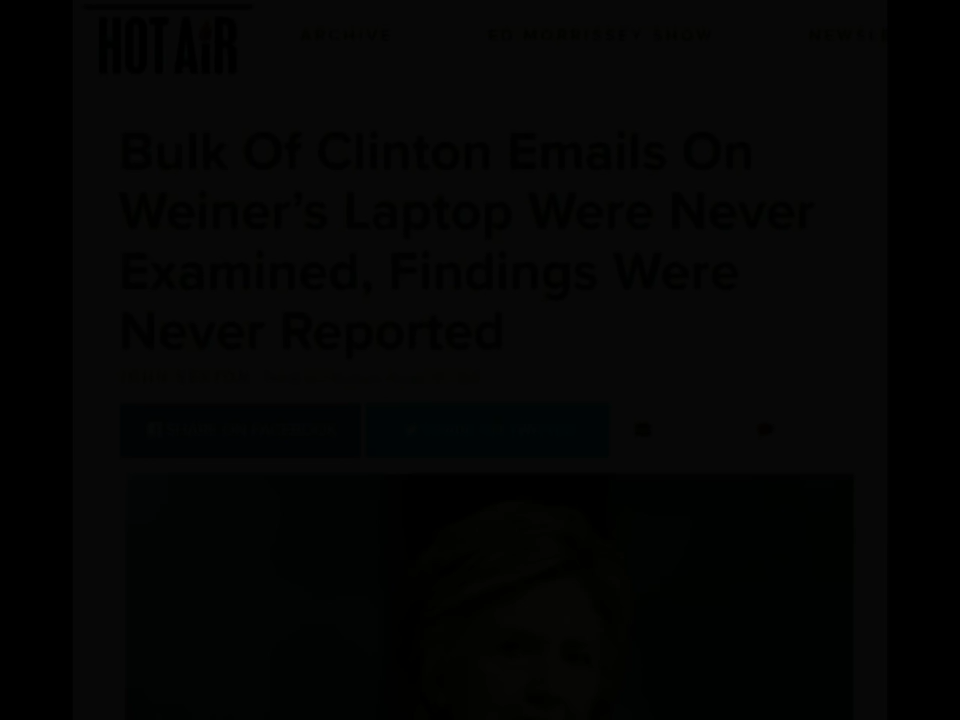 HOT AiR
ARCHIVE
ED MORRISSEY SHOW
Bulk Of Clinton Emails On
Weiner's Laptop Were Never
Examined, Findings Were
Never Reported